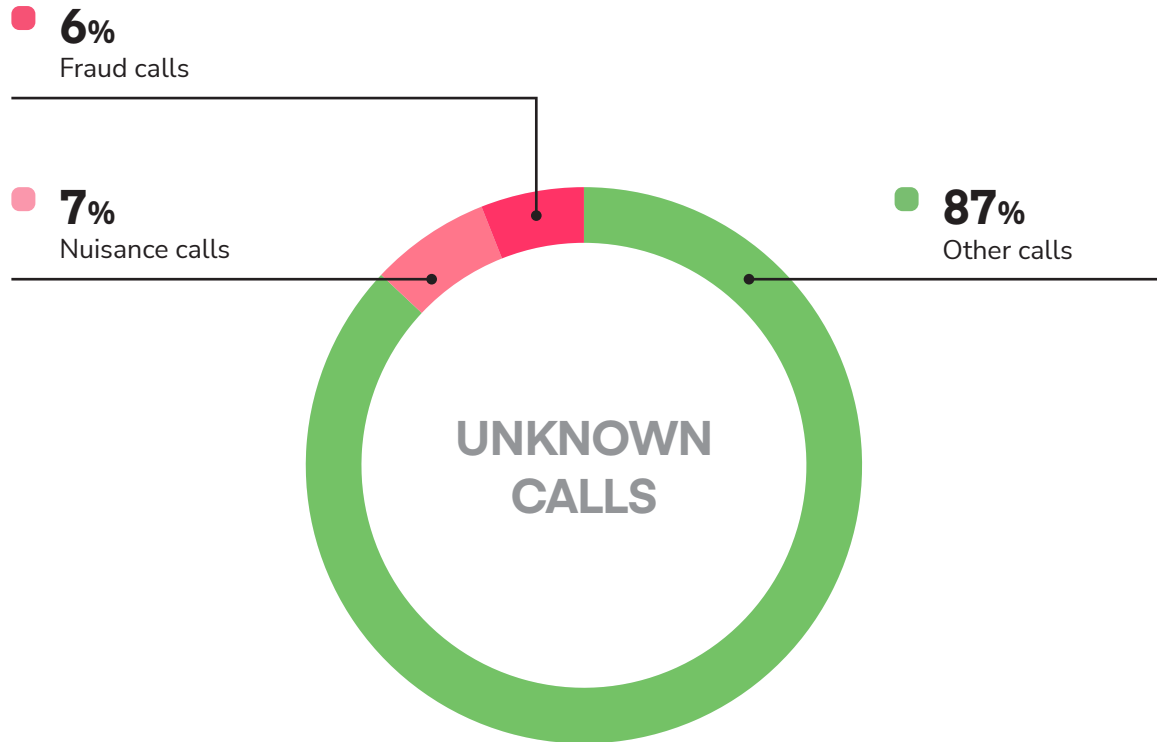 6%
Fraud calls
7%
Nuisance calls
87%
Other calls
UNKNOWN
CALLS